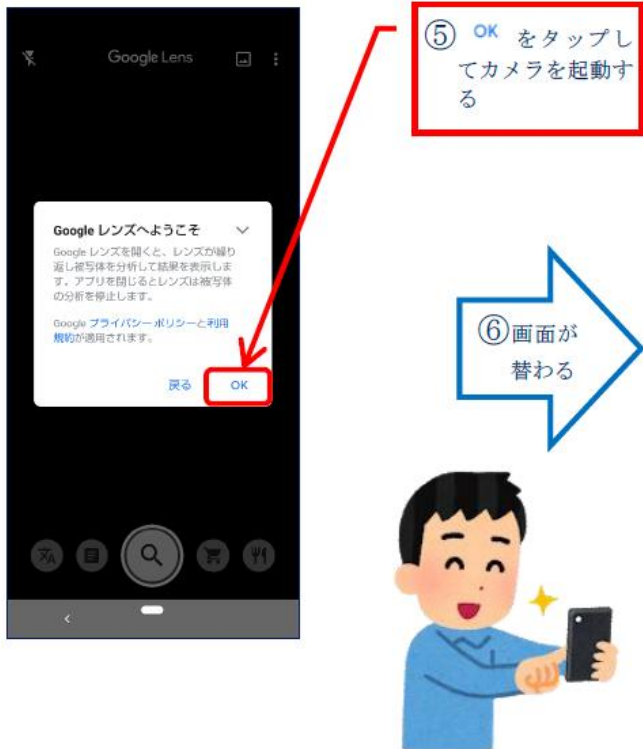 Google Lens
Google レンズへようこそ
Google レンズを開くと、レンズが繰り
返し被写体を分析して結果を表示しま
す。アプリを閉じるとレンズは被写体
の分析を停止します。
Google プライバシー ポリシーと利用
規約が適用されます。
戻る OK
⑤ OK をタップし
てカメラを起動す
る
⑥画面が
替わる